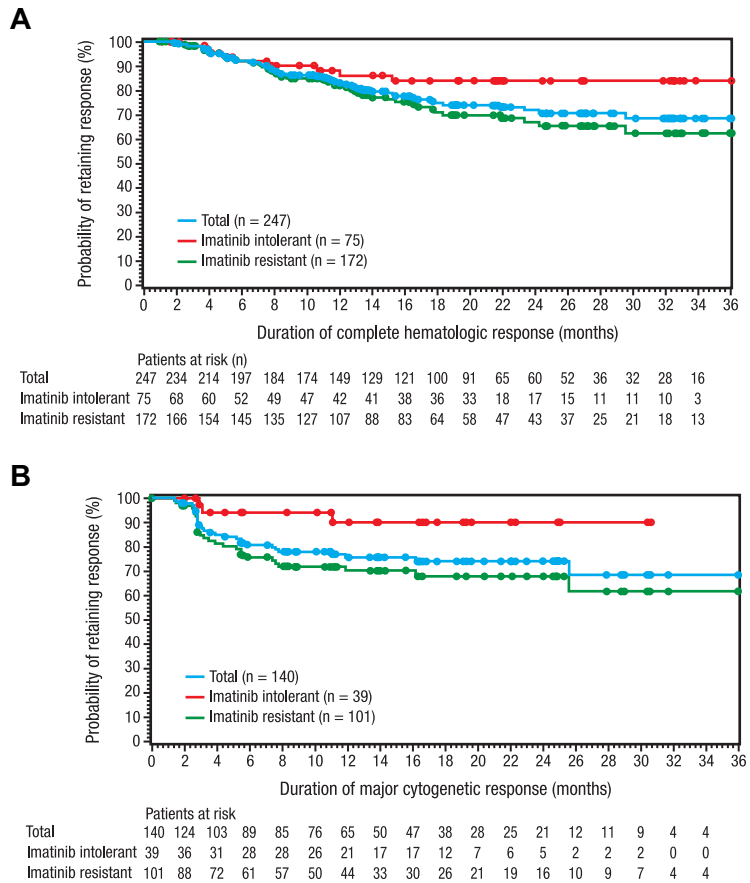 A
Probability of retaining response (%)
100
90
80
70
60
50
40
30
20
10
0
Total (n = 247)
Imatinib intolerant (n = 75)
Imatinib resistant (n = 172)
0 2 4 6 8 10 12 14 16 18 20 22 24 26 28 30 32 34 36
Duration of complete hematologic response (months)
Patients at risk (n)
Total 247 234 214 197 184 174 149 129 121 100 91 65 60 52 36 32 28 16
Imatinib intolerant 75 68 60 52 49 47 42 41 38 36 33 18 17 15 11 11 10 3
Imatinib resistant 172 166 154 145 135 127 107 88 83 64 58 47 43 37 25 21 18 13
B
Probability of retaining response (%)
100
90
80
70
60
50
40
30
20
10
0
Total (n = 140)
Imatinib intolerant (n = 39)
Imatinib resistant (n = 101)
0 2 4 6 8 10 12 14 16 18 20 22 24 26 28 30 32 34 36
Duration of major cytogenetic response (months)
Patients at risk
Total 140 124 103 89 85 76 65 50 47 38 28 25 21 12 11 9 4 4
Imatinib intolerant 39 36 31 28 28 26 21 17 17 12 7 6 5 2 2 2 0 0
Imatinib resistant 101 88 72 61 57 50 44 33 30 26 21 19 16 10 9 7 4 4